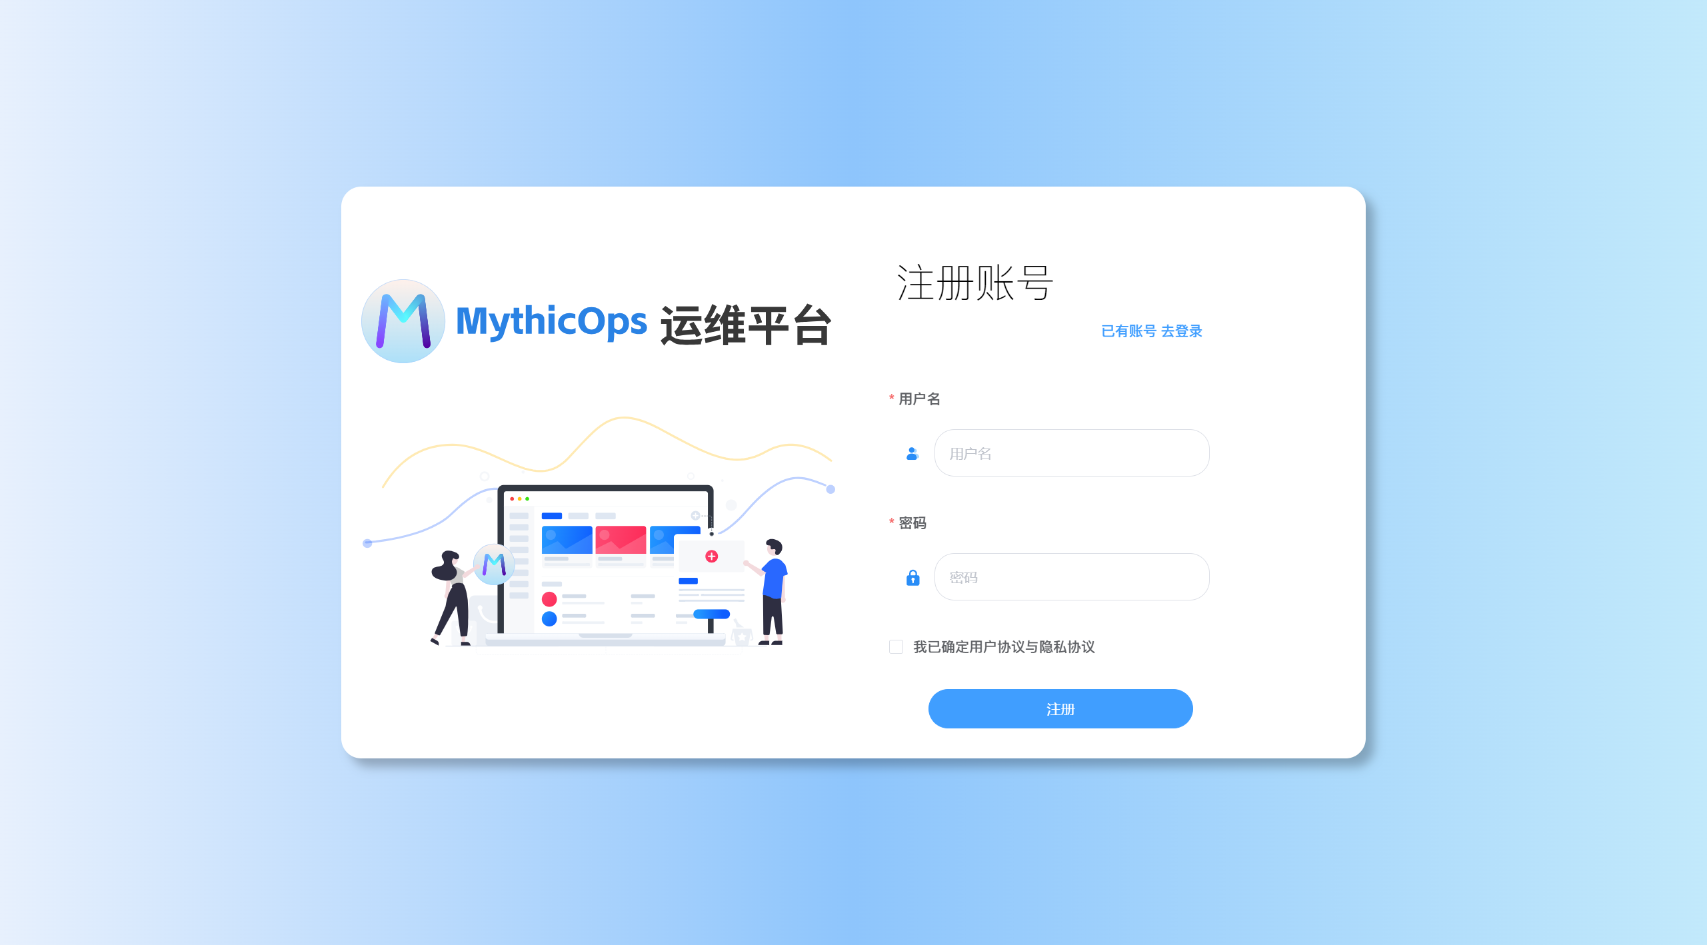 MythicOps 运维平台
注册账号
已有账号 去登录
* 用户名
用户名
* 密码
密码
我已确定用户协议与隐私协议
注册